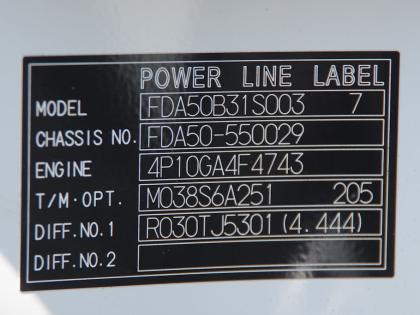 POWER LINE LABEL
MODEL FDA50B31S003 7
CHASSIS NO. FDA50-550029
ENGINE 4P10GA4F4743
T/M·OPT. M038S6A251 205
DIFF.NO.1 R030TJ5301(4.444)
DIFF.NO.2